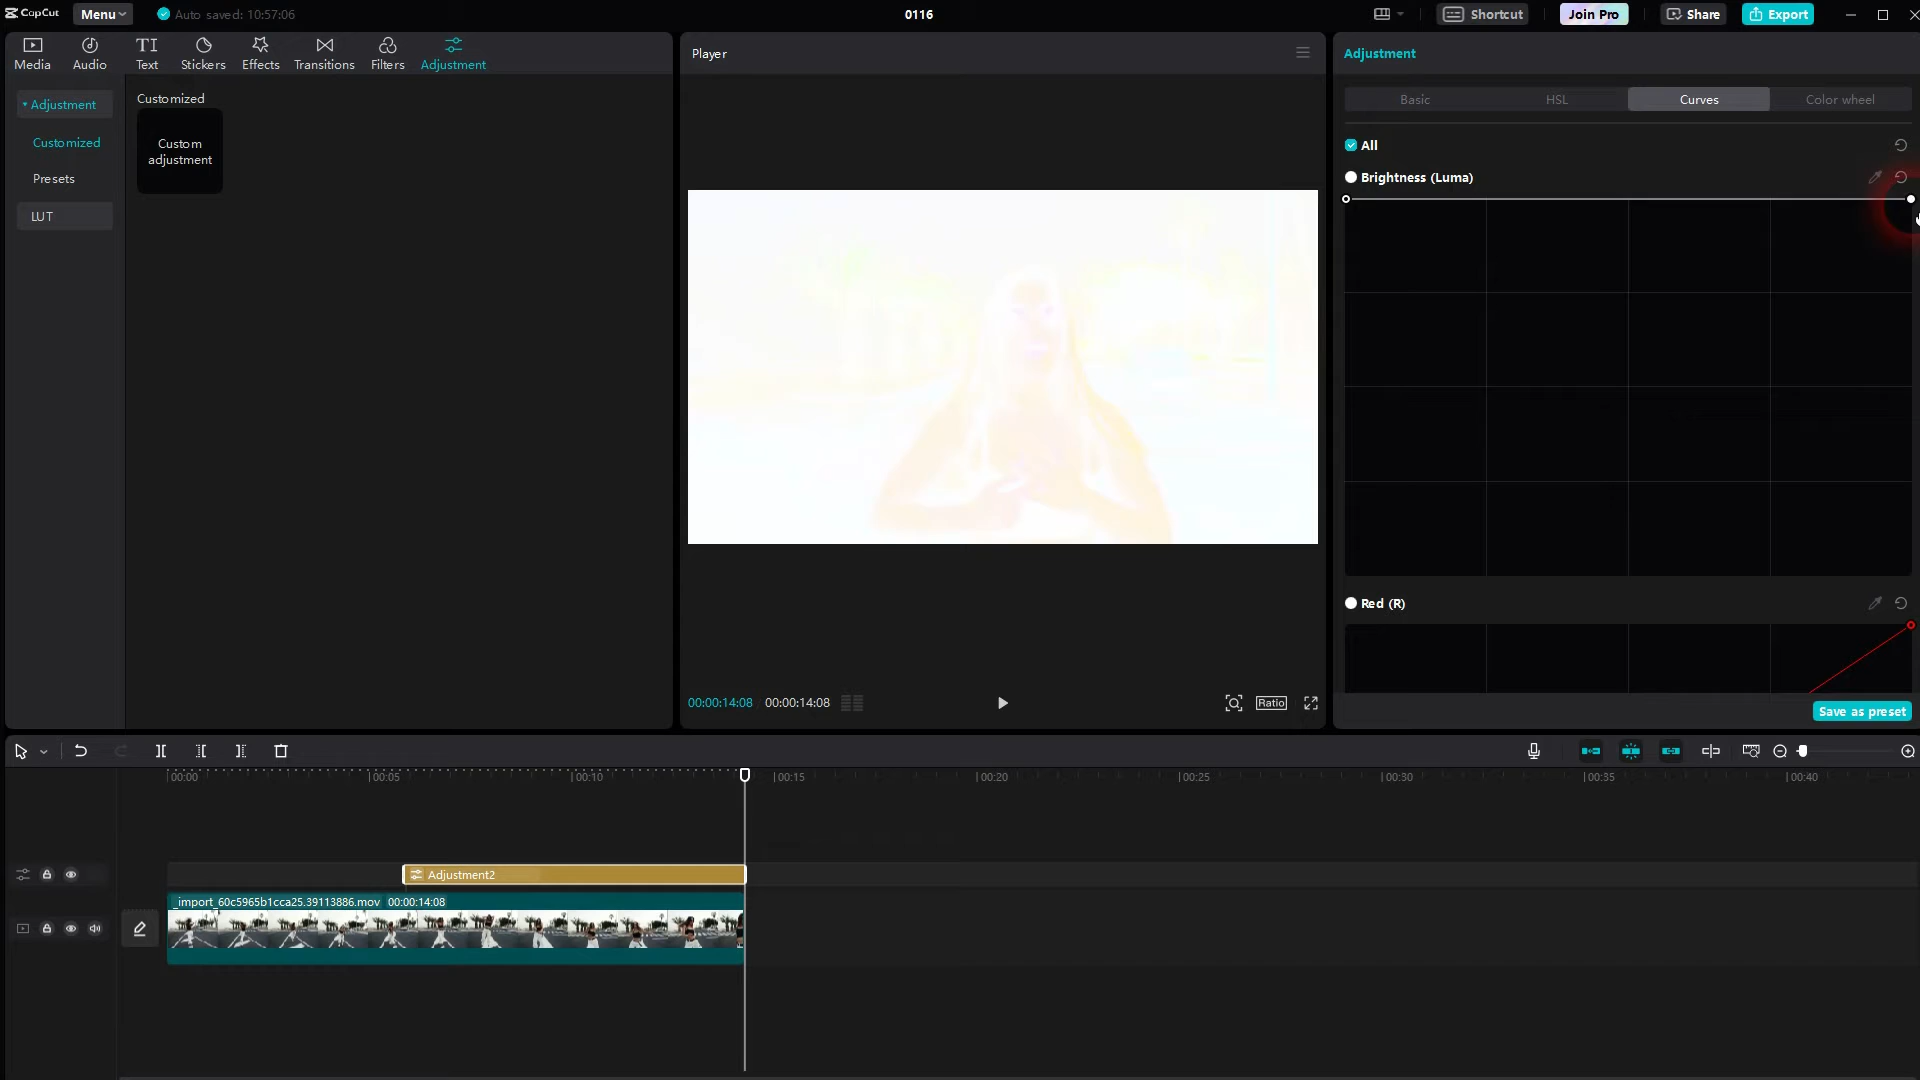 CapCut
Menu
Auto saved: 10:57:06
0116
Shortcut
Join Pro
Share
Export
Media
Audio
Text
Stickers
Effects
Transitions
Filters
Adjustment
Adjustment
Customized
Presets
LUT
Customized
Custom
adjustment
Player
00:00:14:08
00:00:14:08
Ratio
Adjustment
Basic
HSL
Curves
Color wheel
All
Brightness (Luma)
Red (R)
Save as preset
00:00
00:05
00:10
00:15
00:20
00:25
00:30
00:35
00:40
Adjustment2
_import_60c5965b1cca25.39113886.mov 00:00:14:08